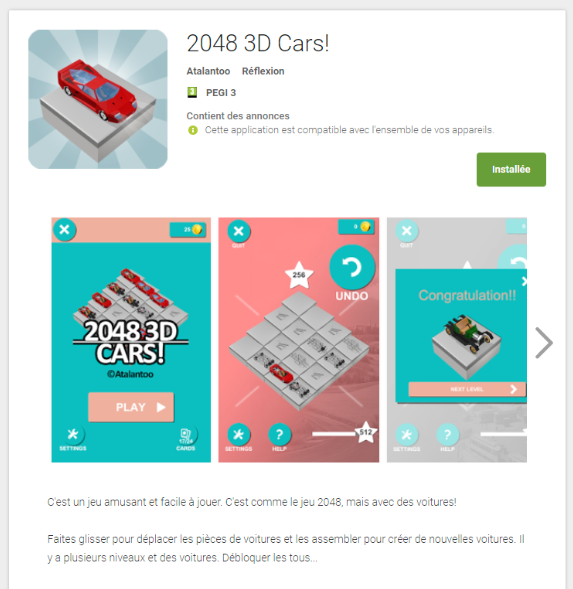 2048 3D Cars!
Atalantoo Réflexion
3 PEGI 3
Contient des annonces
Cette application est compatible avec l'ensemble de vos appareils.
Installée
20
2048 3D
CARS!
©Atalantoo
PLAY
SETTINGS
17/24
CARDS
0
QUIT
256
UNDO
SETTINGS
HELP
512
QUIT
Congratulation!!
NEXT LEVEL
SETTINGS
HELP
C'est un jeu amusant et facile à jouer. C'est comme le jeu 2048, mais avec des voitures!
Faites glisser pour déplacer les pièces de voitures et les assembler pour créer de nouvelles voitures. Il
y a plusieurs niveaux et des voitures. Débloquer les tous...